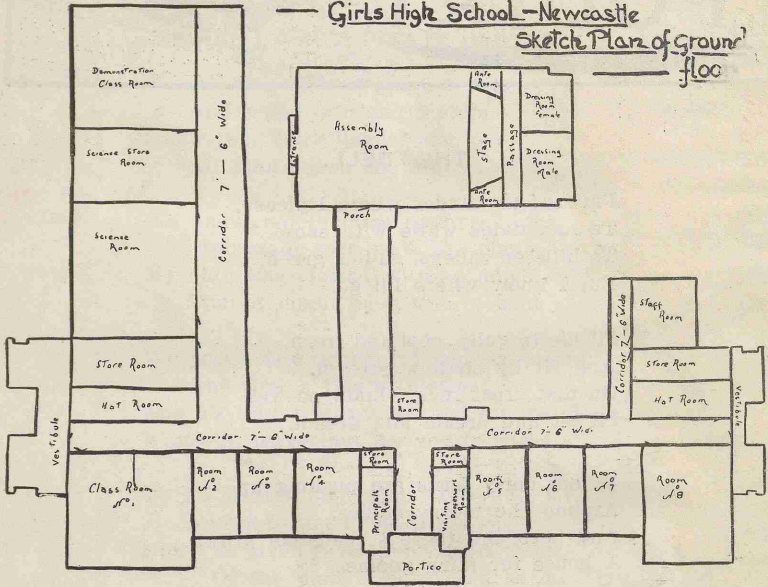 Girls High School - Newcastle
Sketch Plan of Ground
floo
Demonstration
Class Room
Science Store
Room
Science
Room
Store Room
Hat Room
Corridor 7' 6" Wide
Entrance
Assembly
Room
Ante
Room
Stage
Ante
Room
Passage
Dressing
Room
Female
Dressing
Room
Male
Porch
Store
Room
Corridor 7'-6" Wide
Staff
Room
Store Room
Hat Room
Vestibule
Vestibule
Corridor 7'-6" Wide
Corridor 7'-6" Wide
Class Room
No 1
Room
No 2
Room
No 3
Room
No 4
Store
Room
Principals
Room
Corridor
Store
Room
Visiting
Professors
Room
Room
No 5
Room
No 6
Room
No 7
Room
No 8
Portico